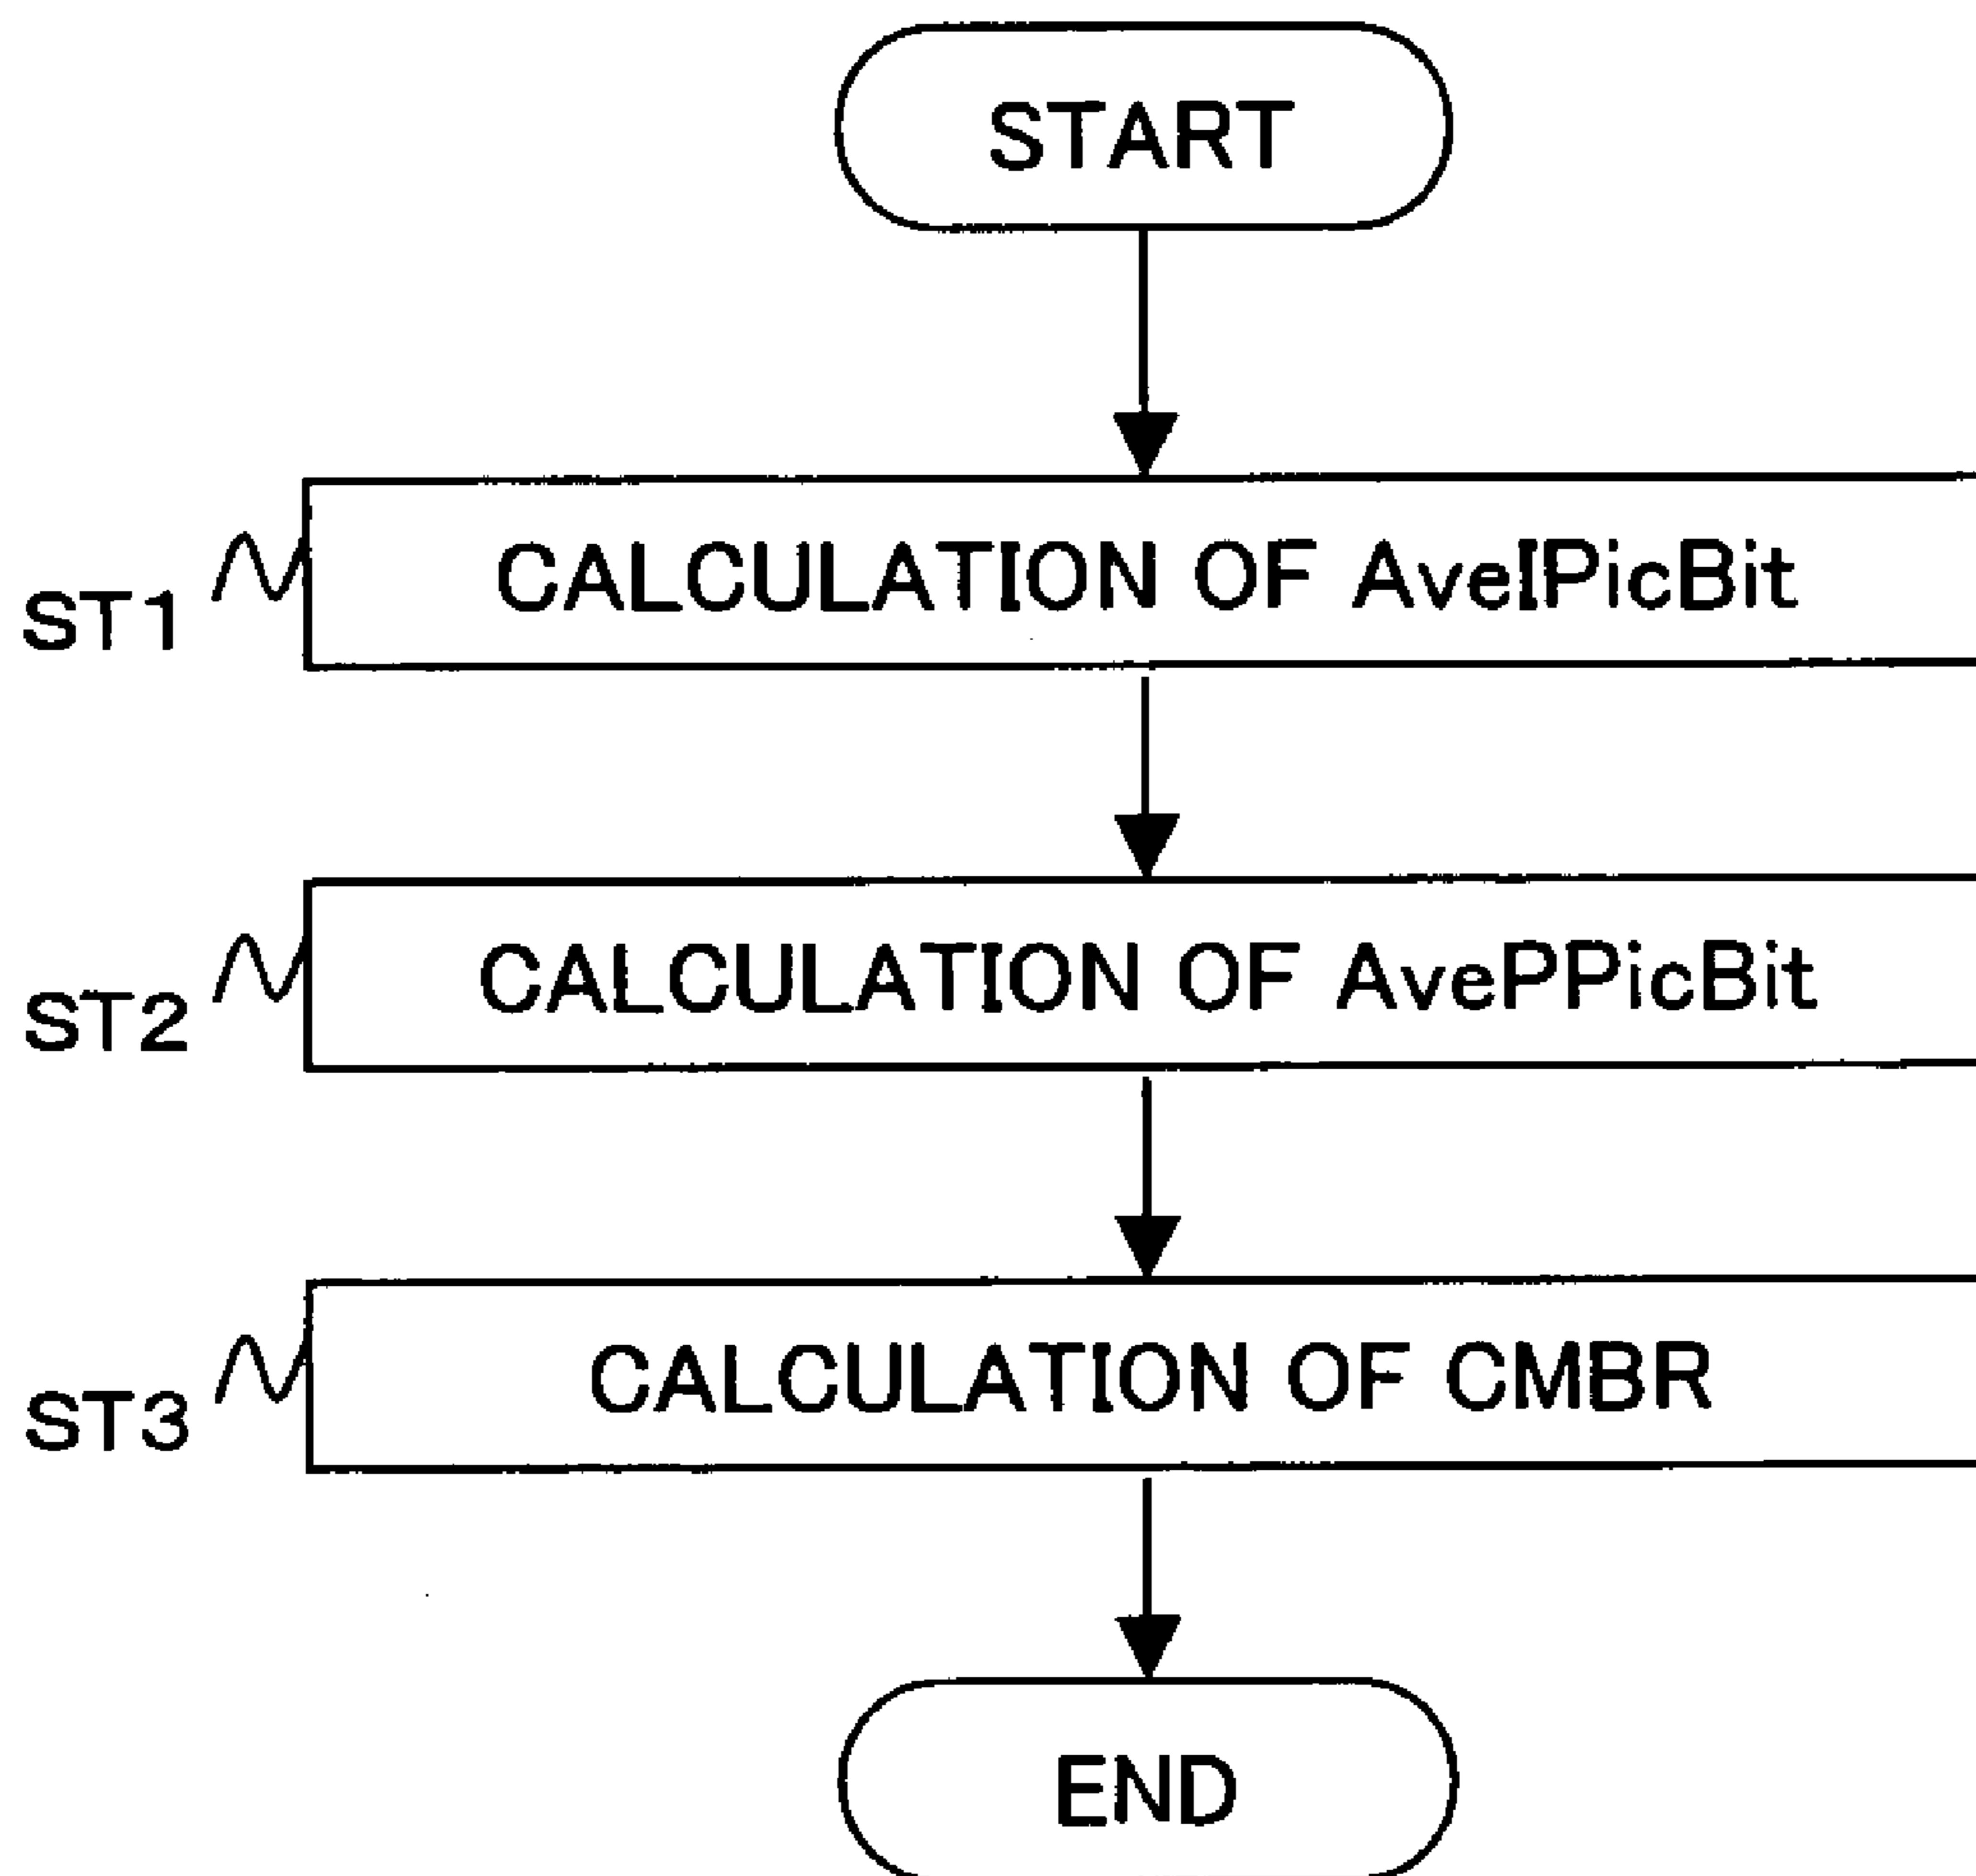 START
CALCULATION OF AveIPicBit
ST1
CALCULATION OF AvePPicBit
ST2
CALCULATION OF CMBR
ST3
END